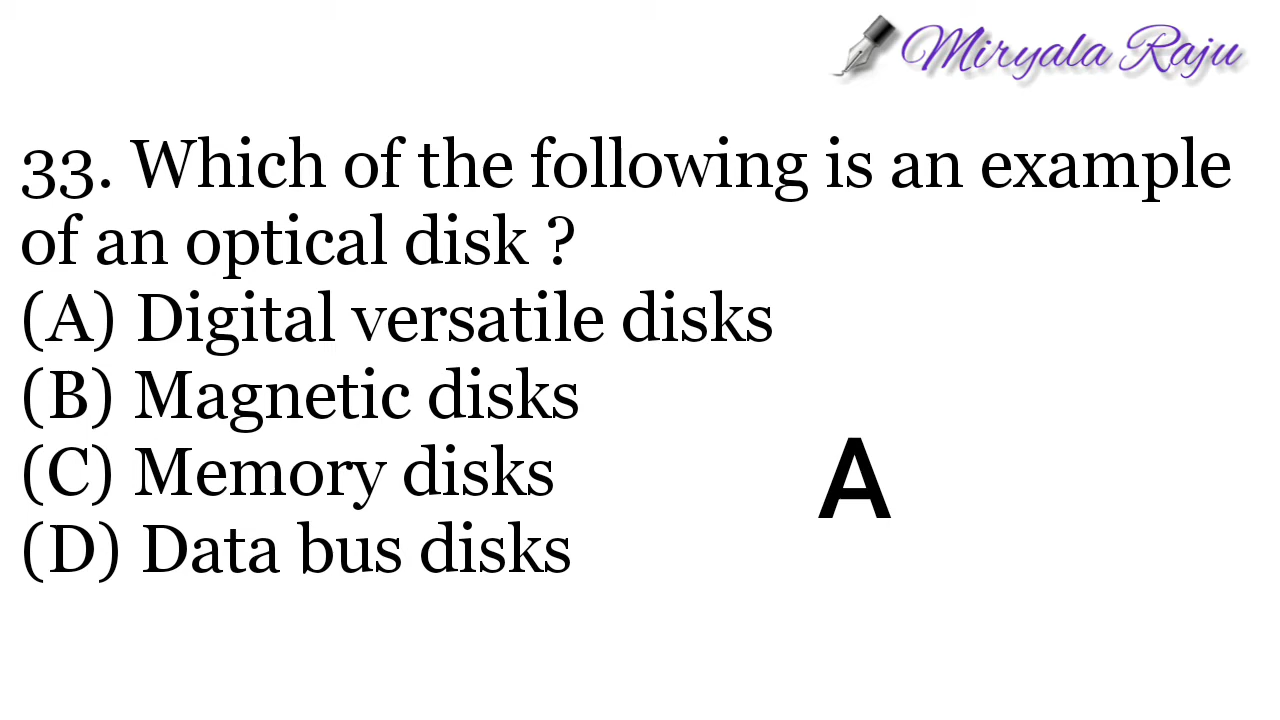 Miryala Raju
33. Which of the following is an example
of an optical disk ?
(A) Digital versatile disks
(B) Magnetic disks
(C) Memory disks
(D) Data bus disks
A